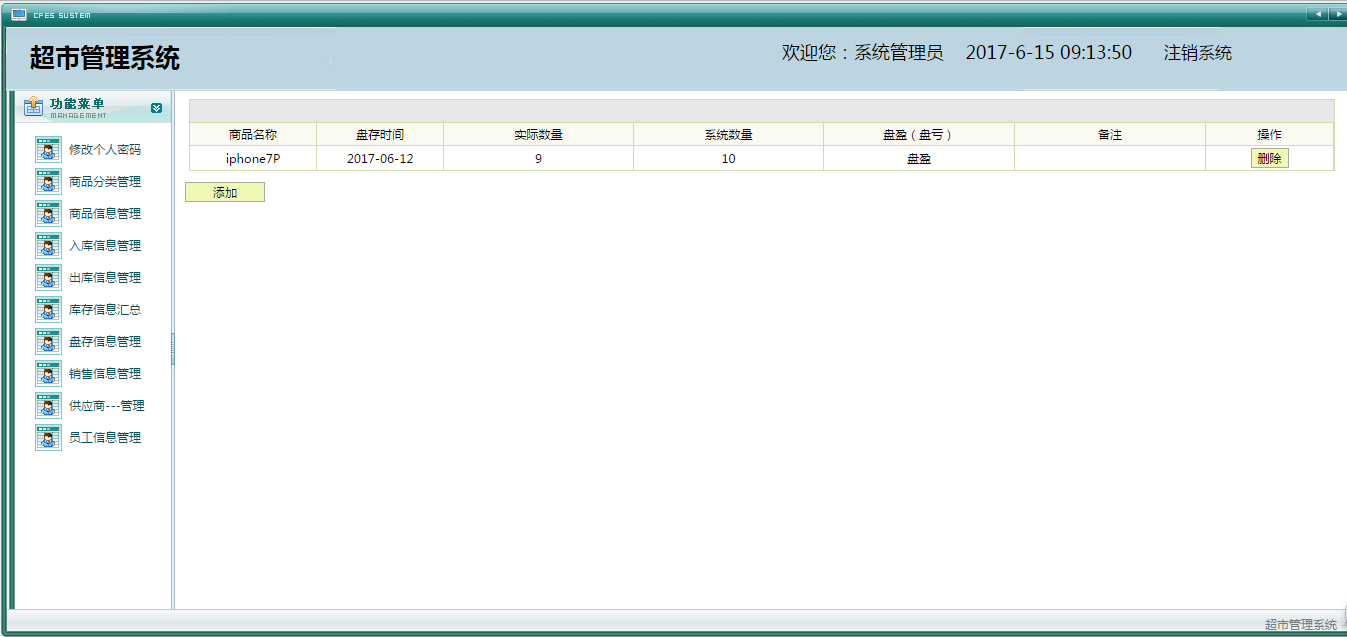 CFES SUSTEM
超市管理系统
欢迎您：系统管理员 2017-6-15 09:13:50 注销系统
功能菜单
MANAGEMENT
修改个人密码
商品分类管理
商品信息管理
入库信息管理
出库信息管理
库存信息汇总
盘存信息管理
销售信息管理
供应商---管理
员工信息管理
商品名称 盘存时间 实际数量 系统数量 盘盈（盘亏） 备注 操作
iphone7P 2017-06-12 9 10 盘盈 删除
添加
超市管理系统